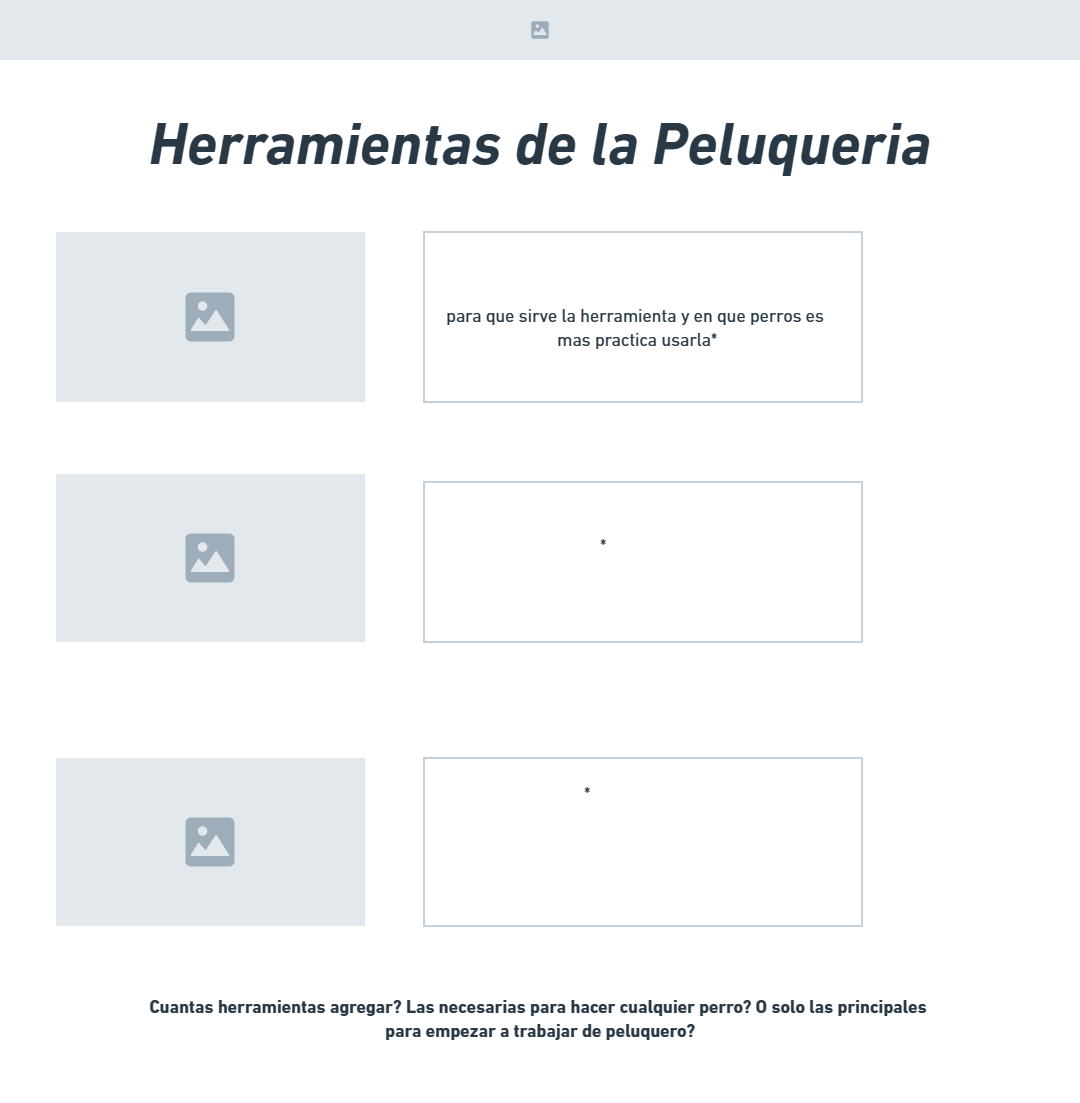 Herramientas de la Peluqueria
para que sirve la herramienta y en que perros es
mas practica usarla*
*
*
Cuantas herramientas agregar? Las necesarias para hacer cualquier perro? O solo las principales
para empezar a trabajar de peluquero?